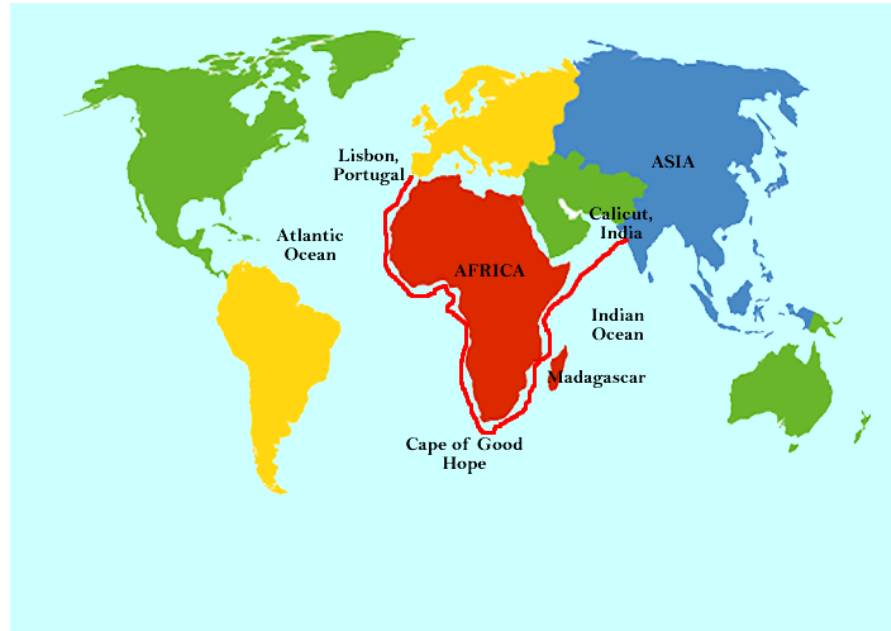 Lisbon,
Portugal
ASIA
Calicut,
India
Atlantic
Ocean
AFRICA
Indian
Ocean
Madagascar
Cape of Good
Hope